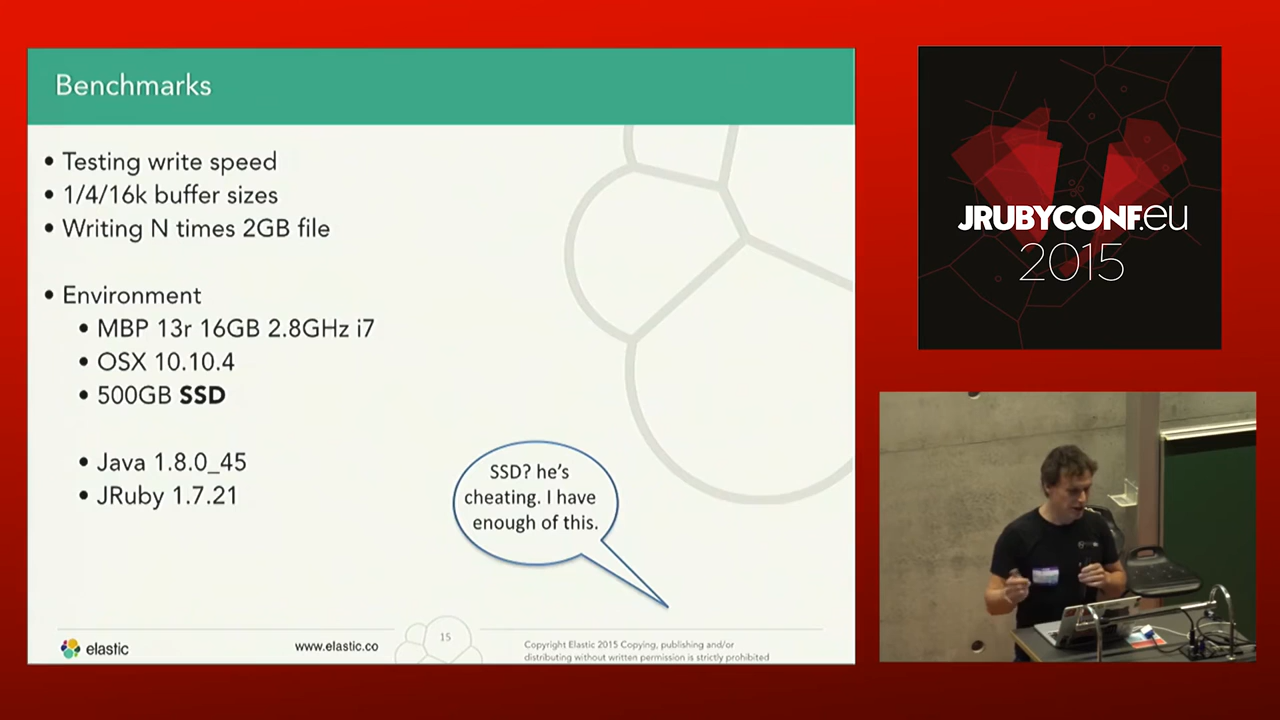 Benchmarks
• Testing write speed
• 1/4/16k buffer sizes
• Writing N times 2GB file
• Environment
• MBP 13r 16GB 2.8GHz i7
• OSX 10.10.4
• 500GB SSD
• Java 1.8.0_45
• JRuby 1.7.21
SSD? he's
cheating. I have
enough of this.
elastic
www.elastic.co
15
Copyright Elastic 2015 Copying, publishing and/or
distributing without written permission is strictly prohibited
JRUBYCONF.eu
2015